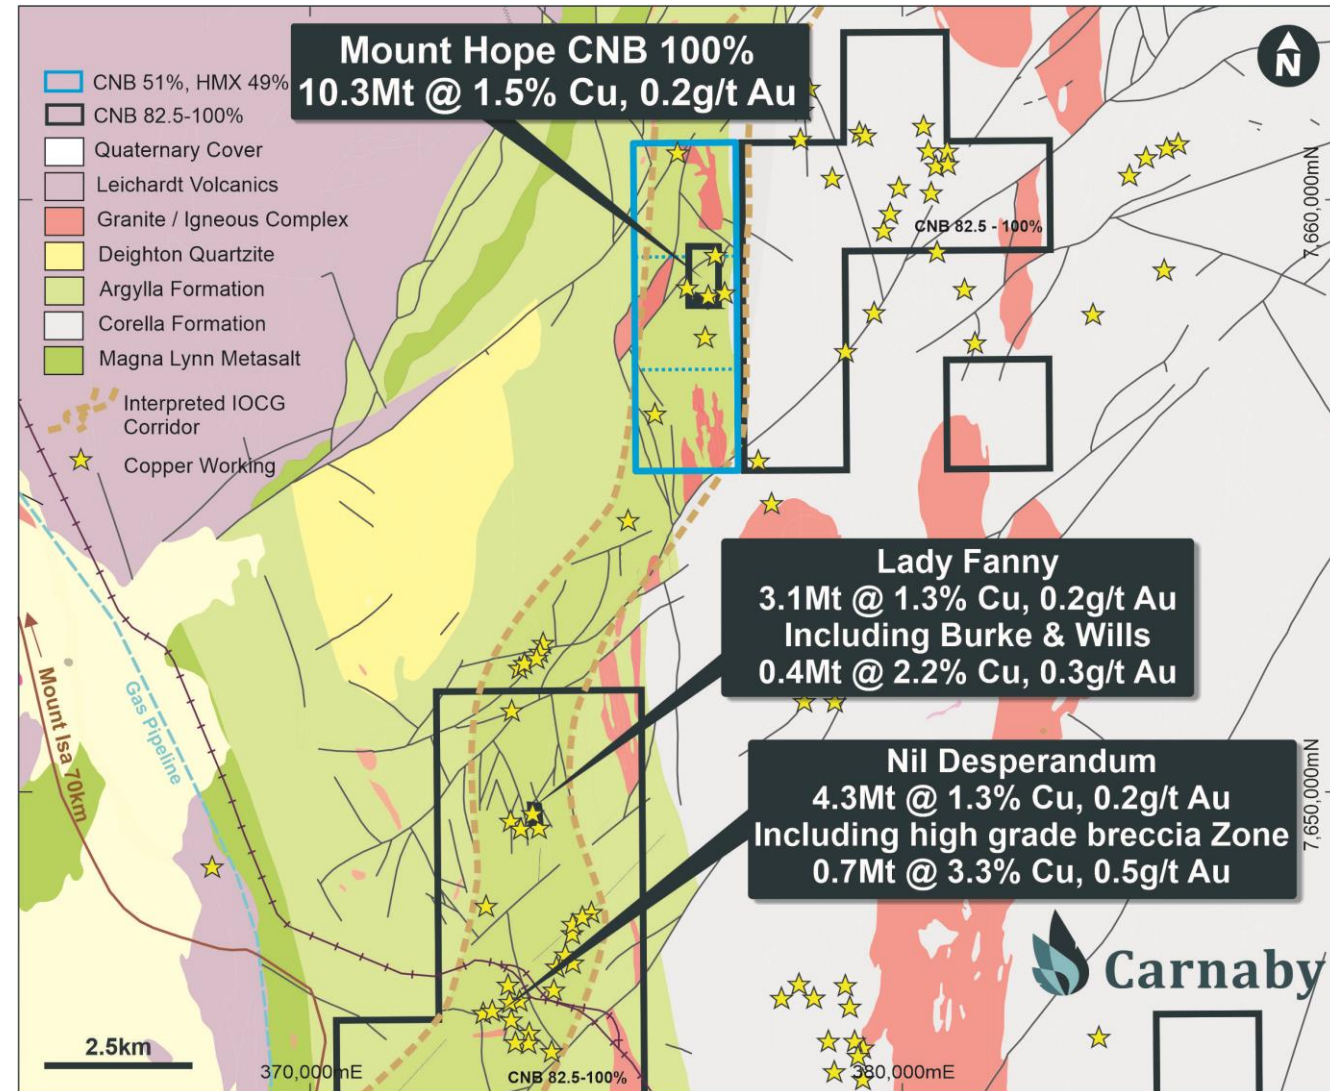 Mount Hope CNB 100%
10.3Mt @ 1.5% Cu, 0.2g/t Au
N
CNB 51%, HMX 49%
CNB 82.5-100%
Quaternary Cover
Leichardt Volcanics
Granite / Igneous Complex
Deighton Quartzite
Argylla Formation
Corella Formation
Magna Lynn Metasalt
Interpreted IOCG
Corridor
Copper Working
7,660,000mN
CNB 82.5 - 100%
Lady Fanny
3.1Mt @ 1.3% Cu, 0.2g/t Au
Including Burke & Wills
0.4Mt @ 2.2% Cu, 0.3g/t Au
Mount Isa 70km
Gas Pipeline
Nil Desperandum
4.3Mt @ 1.3% Cu, 0.2g/t Au
Including high grade breccia Zone
0.7Mt @ 3.3% Cu, 0.5g/t Au
7,650,000mN
Carnaby
2.5km
370,000mE
CNB 82.5-100%
380,000mE